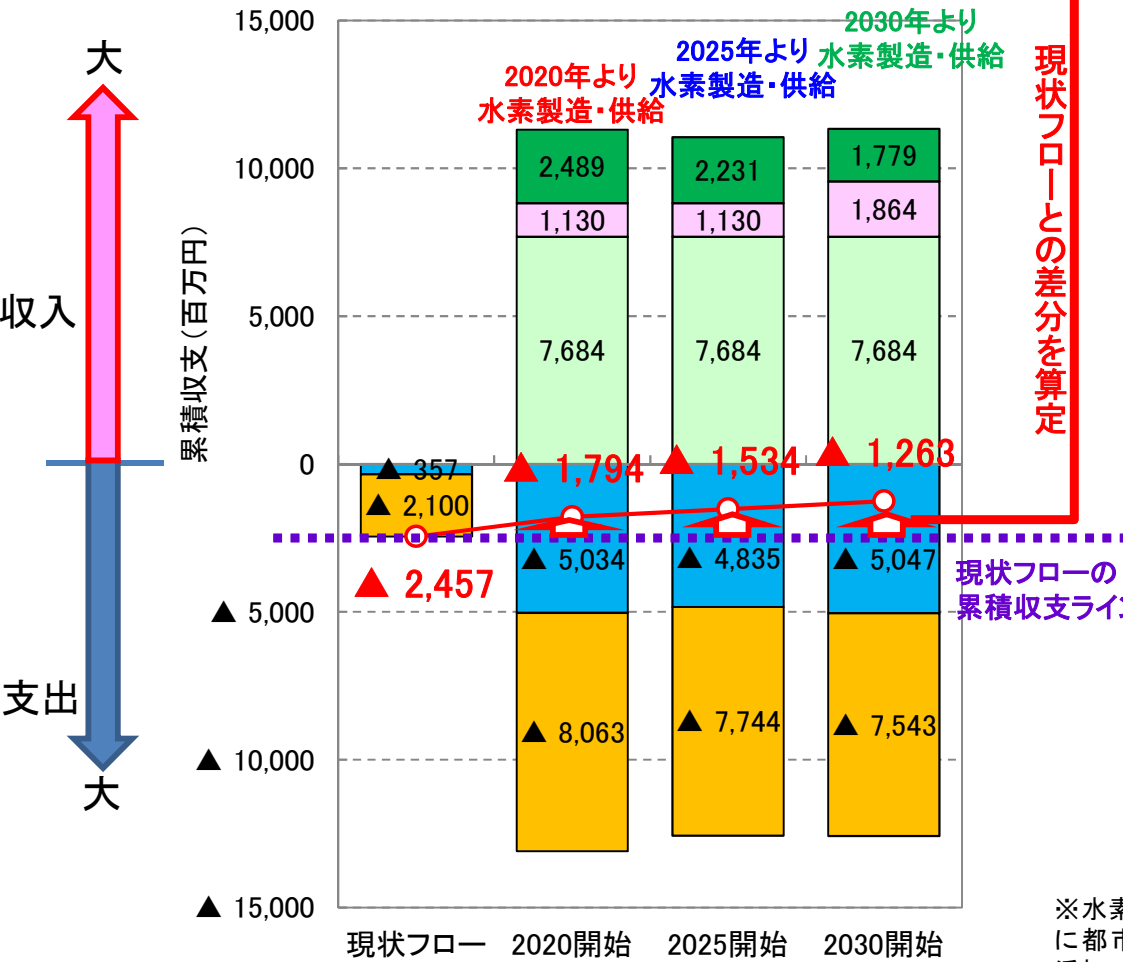 大
収入
支出
大
累積収支(百万円)
15,000
10,000
5,000
0
▲ 5,000
▲ 10,000
▲ 15,000
2020年より
水素製造・供給
2025年より
水素製造・供給
2030年より
水素製造・供給
2,489
1,130
7,684
2,231
1,130
7,684
1,779
1,864
7,684
▲ 357
▲ 2,100
▲ 2,457
▲ 1,794
▲ 5,034
▲ 8,063
▲ 1,534
▲ 4,835
▲ 7,744
▲ 1,263
▲ 5,047
▲ 7,543
現状フローとの差分を算定
現状フローの
累積収支ライン
現状フロー
2020開始
2025開始
2030開始
※水素
に都市